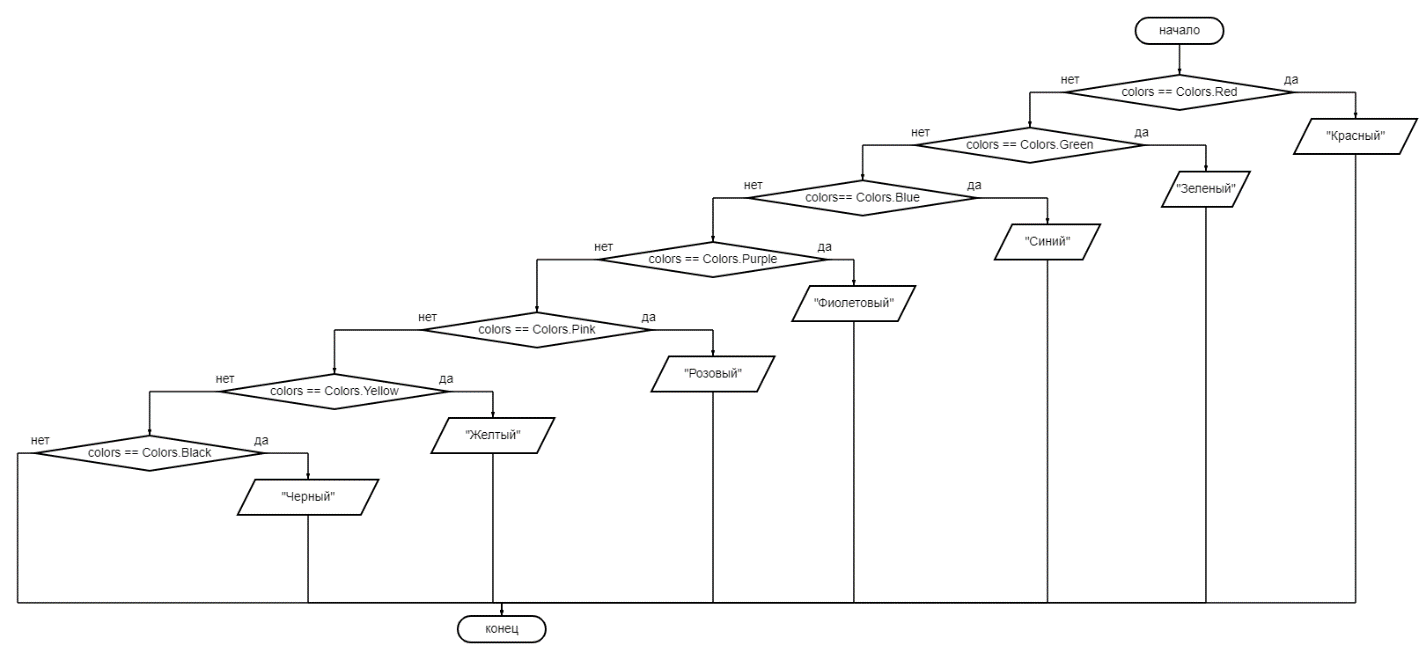 начало
нет
да
colors == Colors.Red
"Красный"
нет
да
colors == Colors.Green
"Зеленый"
нет
да
colors== Colors.Blue
"Синий"
нет
да
colors == Colors.Purple
"Фиолетовый"
нет
да
colors == Colors.Pink
"Розовый"
нет
да
colors == Colors.Yellow
"Желтый"
нет
да
colors == Colors.Black
"Черный"
конец